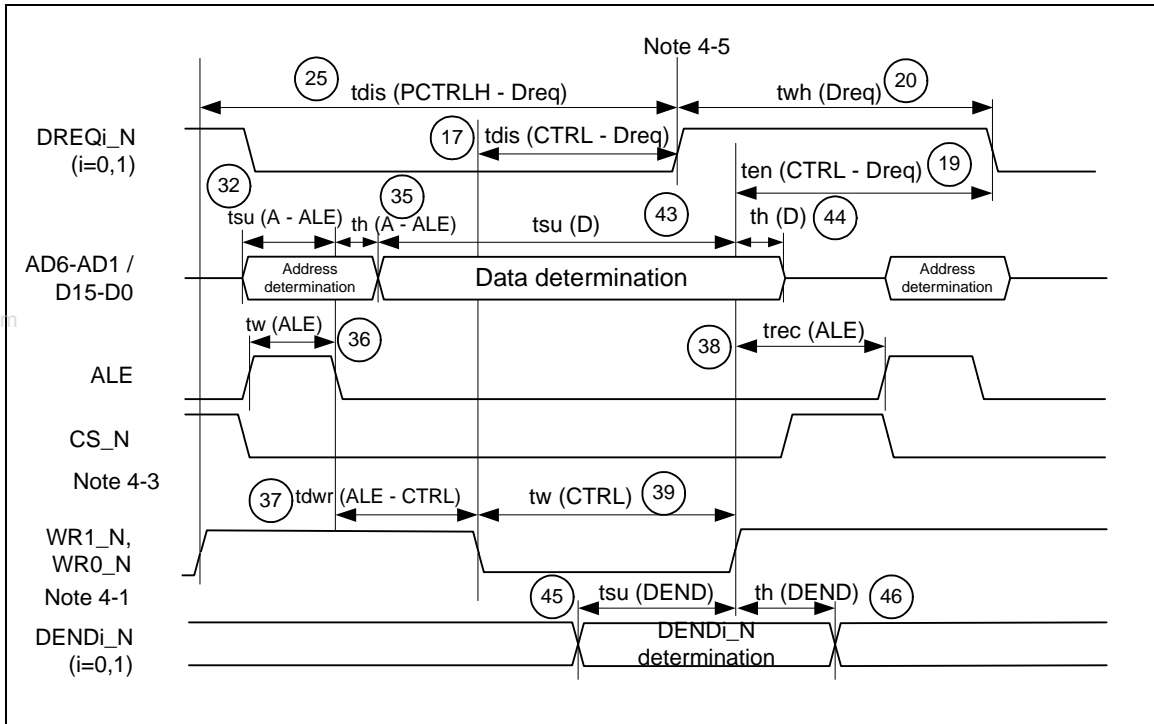 Note 4-5
25
tdis (PCTRLH - Dreq)
twh (Dreq)
20
DREQi_N
(i=0,1)
17
tdis (CTRL - Dreq)
ten (CTRL - Dreq)
19
32
tsu (A - ALE)
35
th (A - ALE)
tsu (D)
43
th (D)
44
AD6-AD1 /
D15-D0
Address
determination
Data determination
Address
determination
m
tw (ALE)
36
38
trec (ALE)
ALE
CS_N
Note 4-3
37
tdwr (ALE - CTRL)
tw (CTRL)
39
WR1_N,
WR0_N
Note 4-1
45
tsu (DEND)
th (DEND)
46
DENDi_N
(i=0,1)
DENDi_N
determination